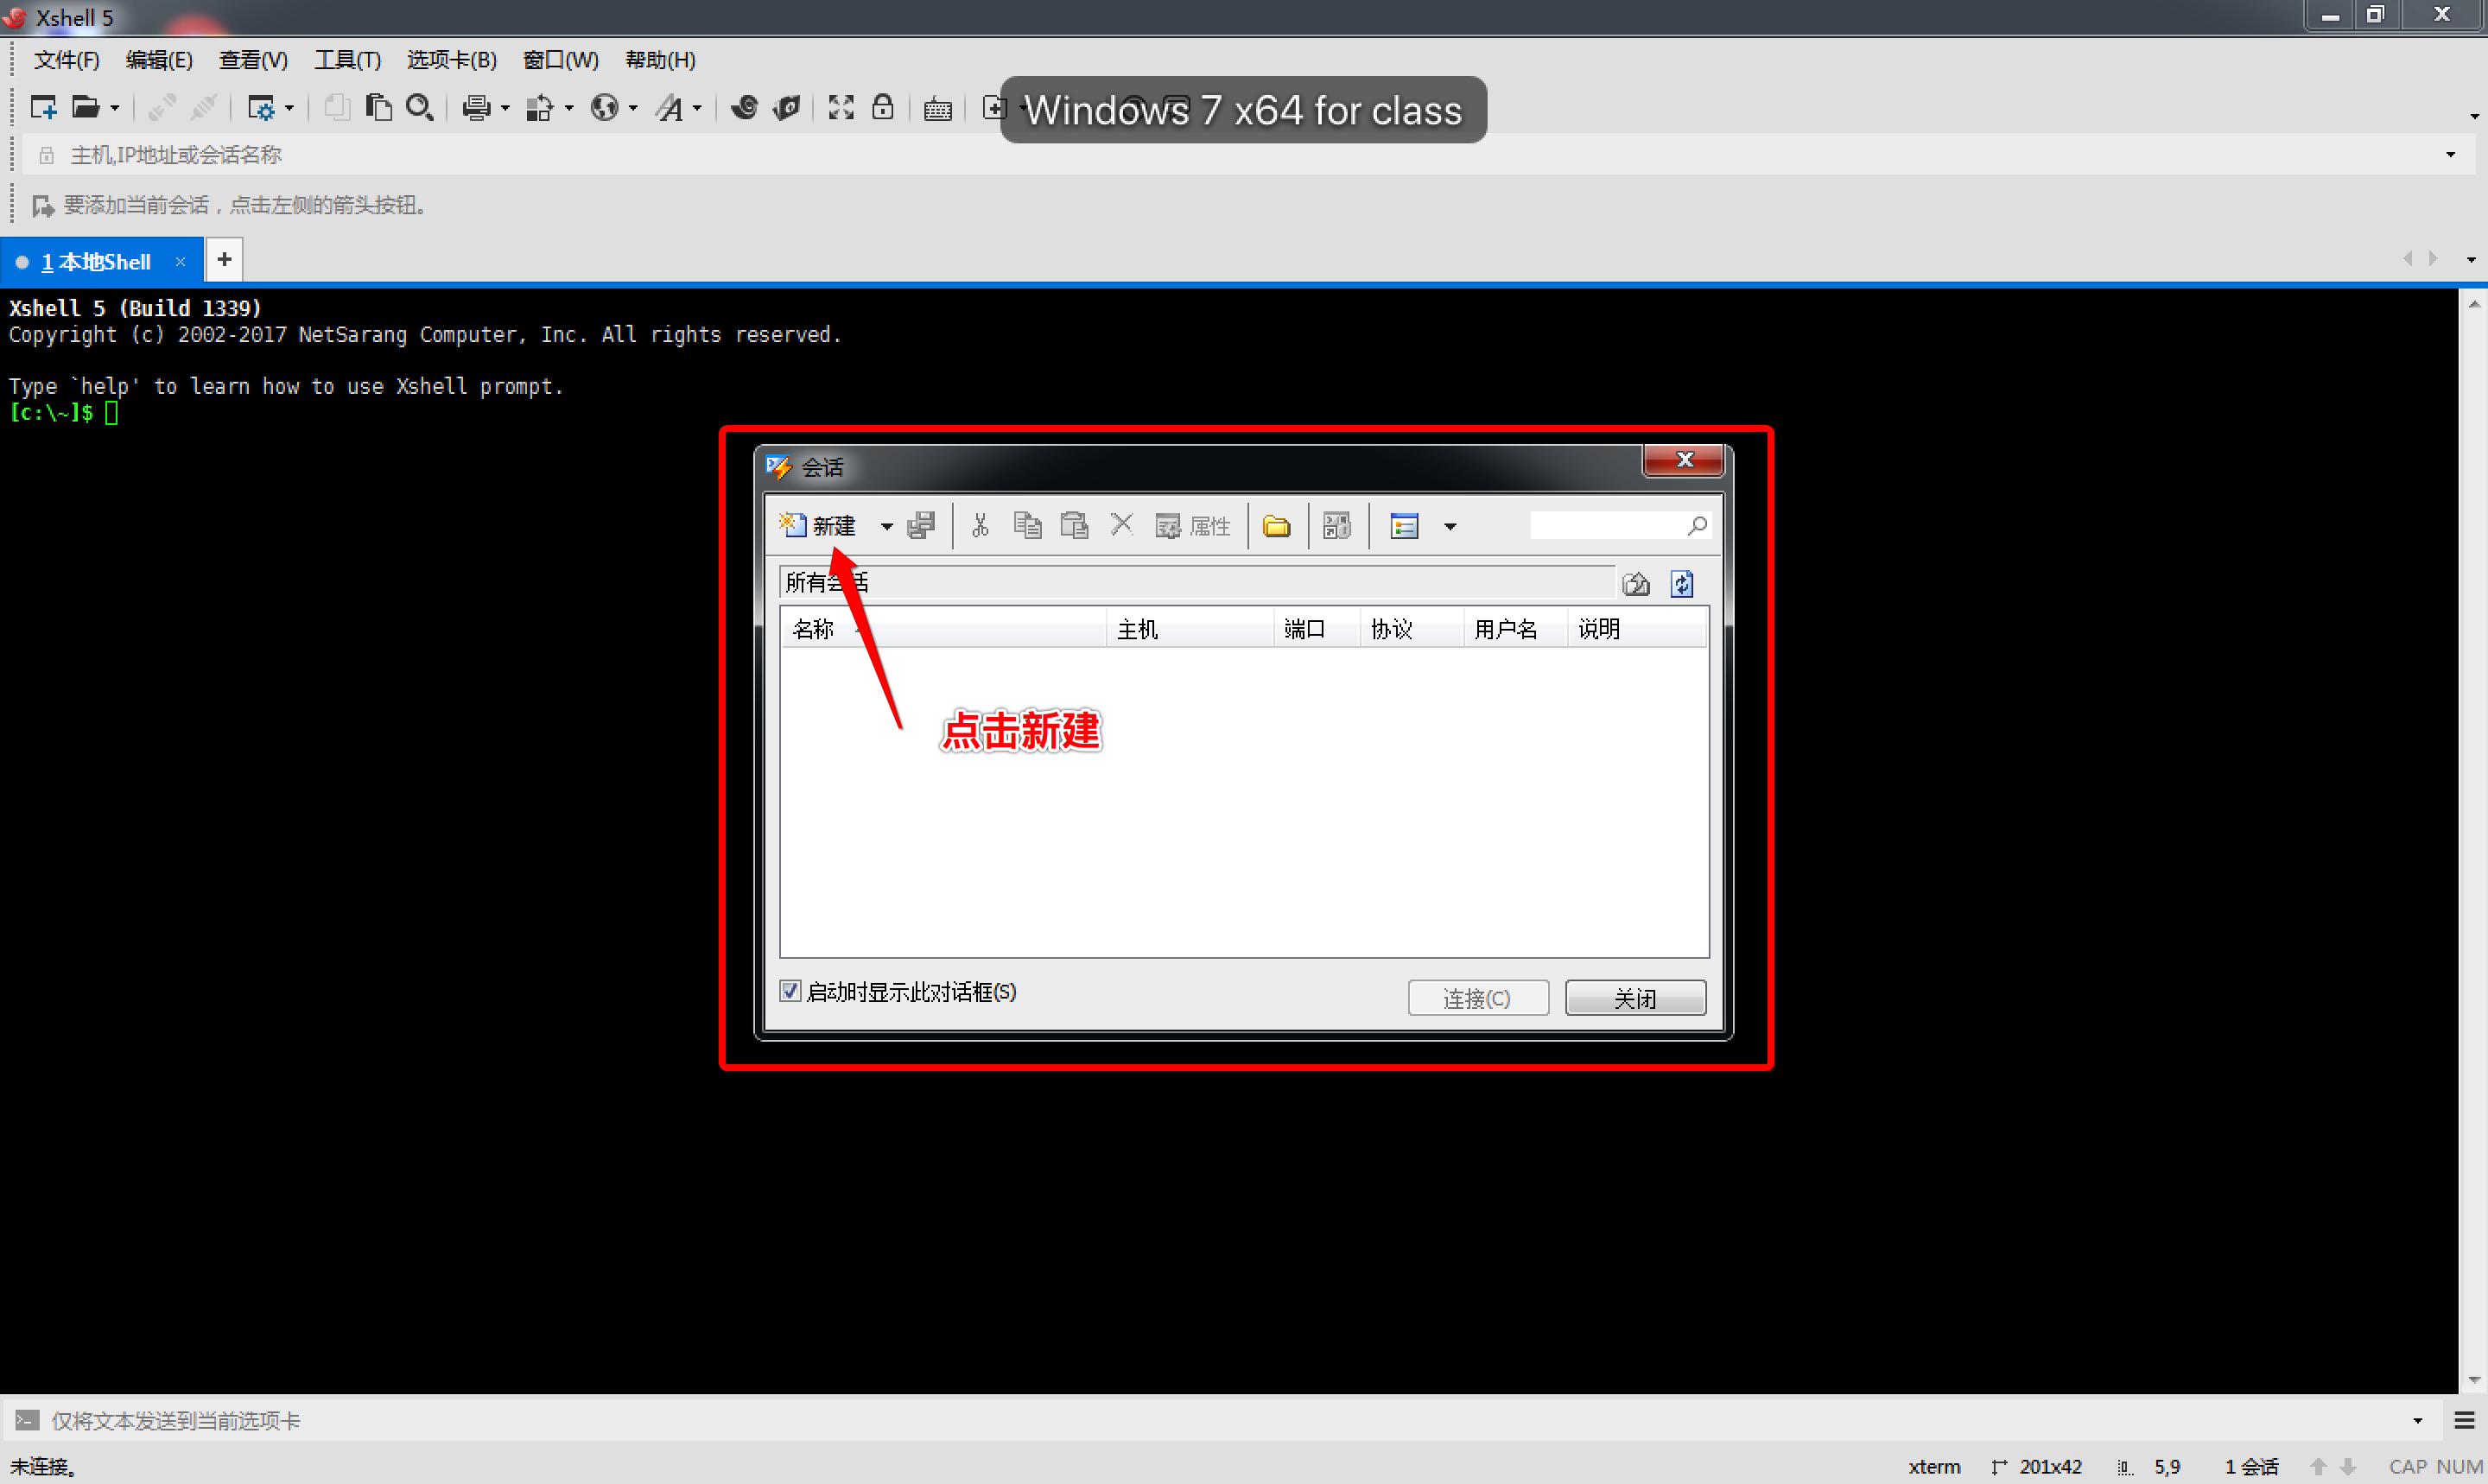 Xshell 5
文件(F) 编辑(E) 查看(V) 工具(T) 选项卡(B) 窗口(W) 帮助(H)
Windows 7 x64 for class
主机,IP地址或会话名称
要添加当前会话，点击左侧的箭头按钮。
1 本地Shell × +
Xshell 5 (Build 1339)
Copyright (c) 2002-2017 NetSarang Computer, Inc. All rights reserved.
Type `help' to learn how to use Xshell prompt.
[c:\~]$
会话
新建 属性
所有会话
名称 主机 端口 协议 用户名 说明
点击新建
启动时显示此对话框(S) 连接(C) 关闭
仅将文本发送到当前选项卡
未连接。 xterm 201x42 5,9 1 会话 CAP NUM